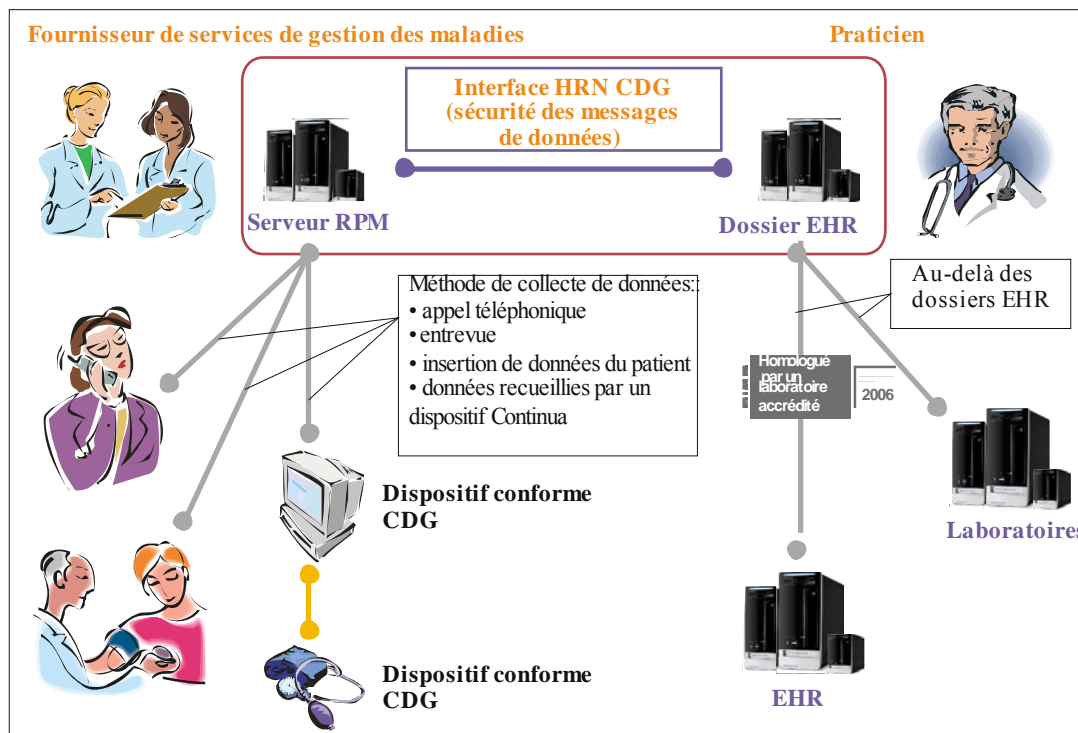 Fournisseur de services de gestion des maladies
Praticien
Interface HRN CDG
(sécurité des messages
de données)
Serveur RPM
Dossier EHR
Méthode de collecte de données::
• appel téléphonique
• entrevue
• insertion de données du patient
• données recueillies par un
dispositif Continua
Au-delà des
dossiers EHR
Homologué
par un
laboratoire
accrédité
2006
Dispositif conforme
CDG
Laboratoires
Dispositif conforme
CDG
EHR